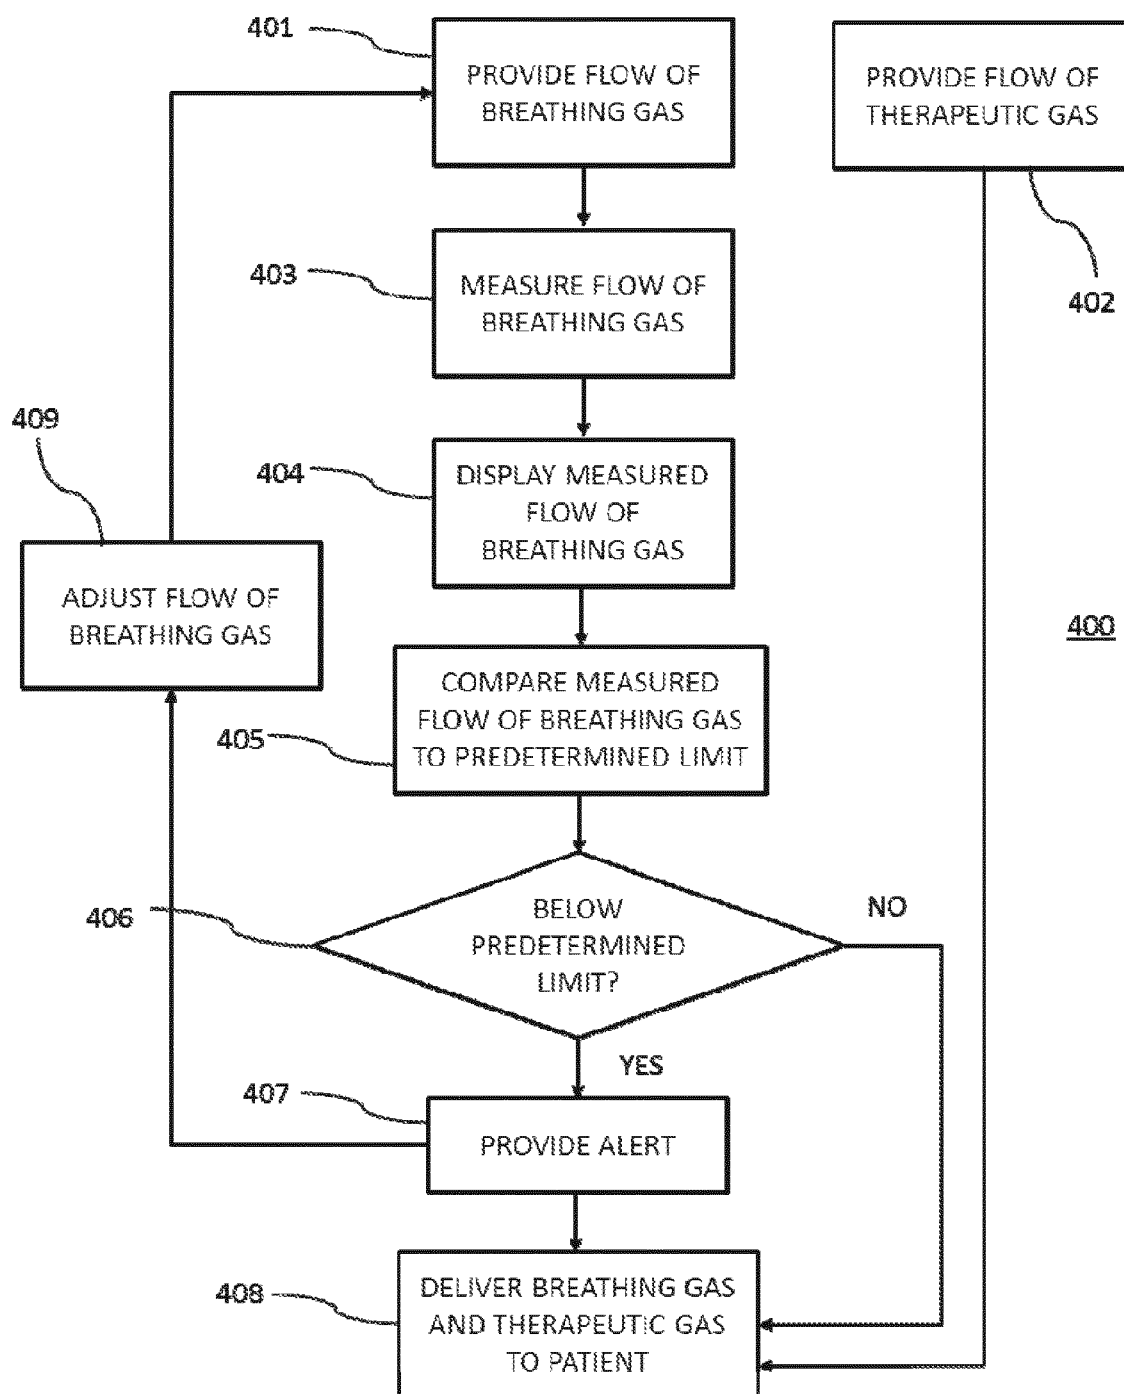 401
PROVIDE FLOW OF
BREATHING GAS
PROVIDE FLOW OF
THERAPEUTIC GAS
402
403
MEASURE FLOW OF
BREATHING GAS
404
DISPLAY MEASURED
FLOW OF
BREATHING GAS
409
ADJUST FLOW OF
BREATHING GAS
400
405
COMPARE MEASURED
FLOW OF BREATHING GAS
TO PREDETERMINED LIMIT
406
BELOW
PREDETERMINED
LIMIT?
NO
YES
407
PROVIDE ALERT
408
DELIVER BREATHING GAS
AND THERAPEUTIC GAS
TO PATIENT